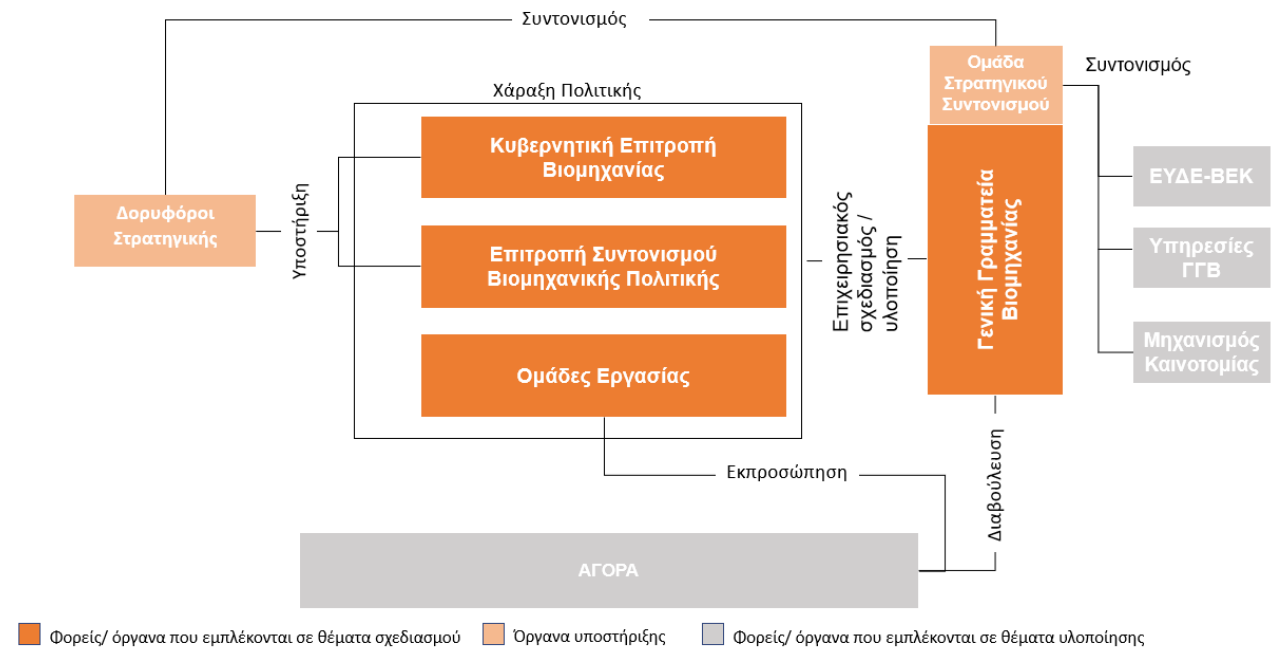 Συντονισμός
Ομάδα
Στρατηγικού
Συντονισμού
Συντονισμός
Χάραξη Πολιτικής
Κυβερνητική Επιτροπή
Βιομηχανίας
ΕΥΔΕ-ΒΕΚ
Δορυφόροι
Στρατηγικής
Υποστήριξη
Επιτροπή Συντονισμού
Βιομηχανικής Πολιτικής
Επιχειρησιακός
σχεδιασμός /
υλοποίηση
Γενική Γραμματεία
Βιομηχανίας
Υπηρεσίες
ΓΓΒ
Μηχανισμός
Καινοτομίας
Ομάδες Εργασίας
Εκπροσώπηση
Διαβούλευση
ΑΓΟΡΑ
Φορείς/ όργανα που εμπλέκονται σε θέματα σχεδιασμού
Όργανα υποστήριξης
Φορείς/ όργανα που εμπλέκονται σε θέματα υλοποίησης